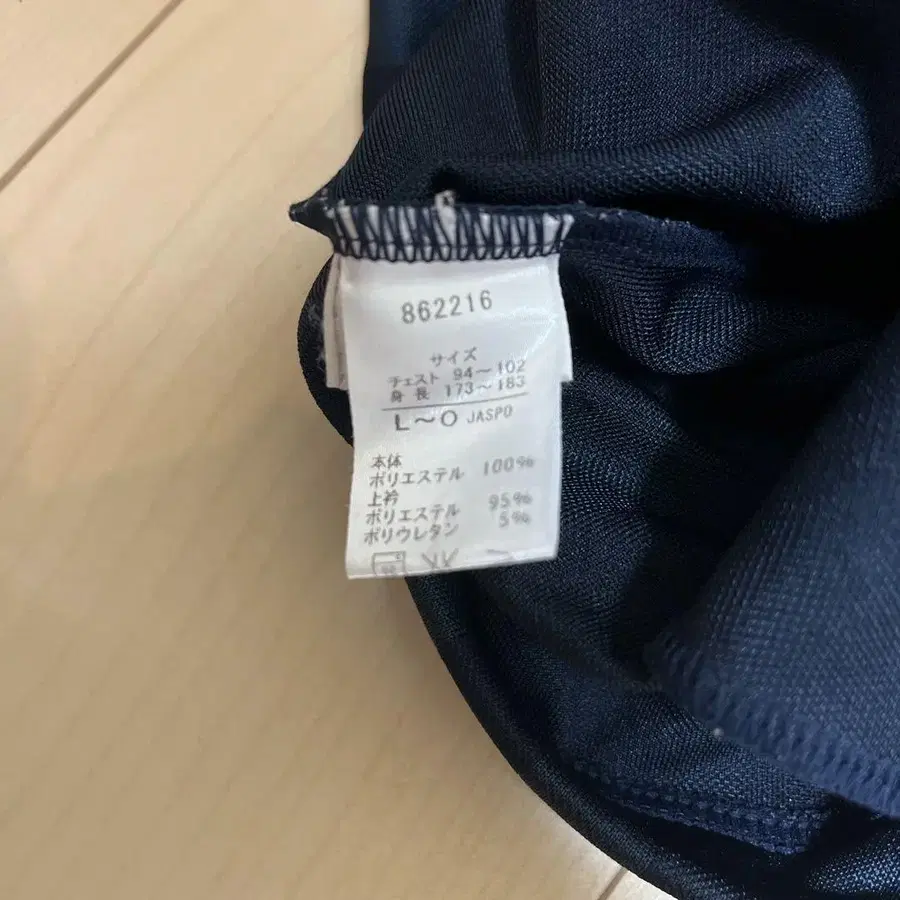 862216
サイズ
チェスト 94～102
身長 173～183
L～O JASPO
本体
ポリエステル 100%
上衿
ポリエステル 95%
ポリウレタン 5%